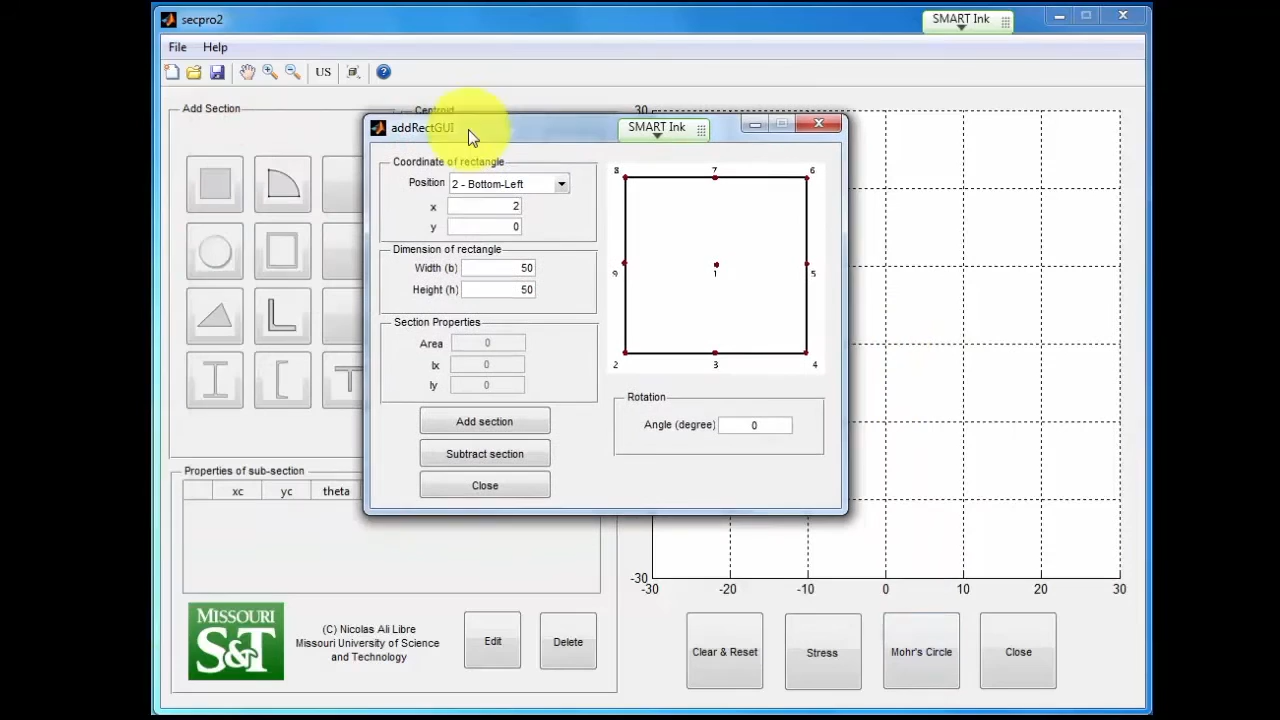 secpro2
SMART Ink
File Help
US
Add Section
Centroid
addRectGUI
SMART Ink
Coordinate of rectangle
Position 2 - Bottom-Left
x 2
y 0
Dimension of rectangle
Width (b) 50
Height (h) 50
Section Properties
Area 0
Ix 0
Iy 0
Add section
Subtract section
Close
8 7 6
9 1 5
2 3 4
Rotation
Angle (degree) 0
Properties of sub-section
xc yc theta
30
-30
-30 -20 -10 0 10 20 30
MISSOURI
S&T
(C) Nicolas Ali Libre
Missouri University of Science
and Technology
Edit
Delete
Clear & Reset
Stress
Mohr's Circle
Close